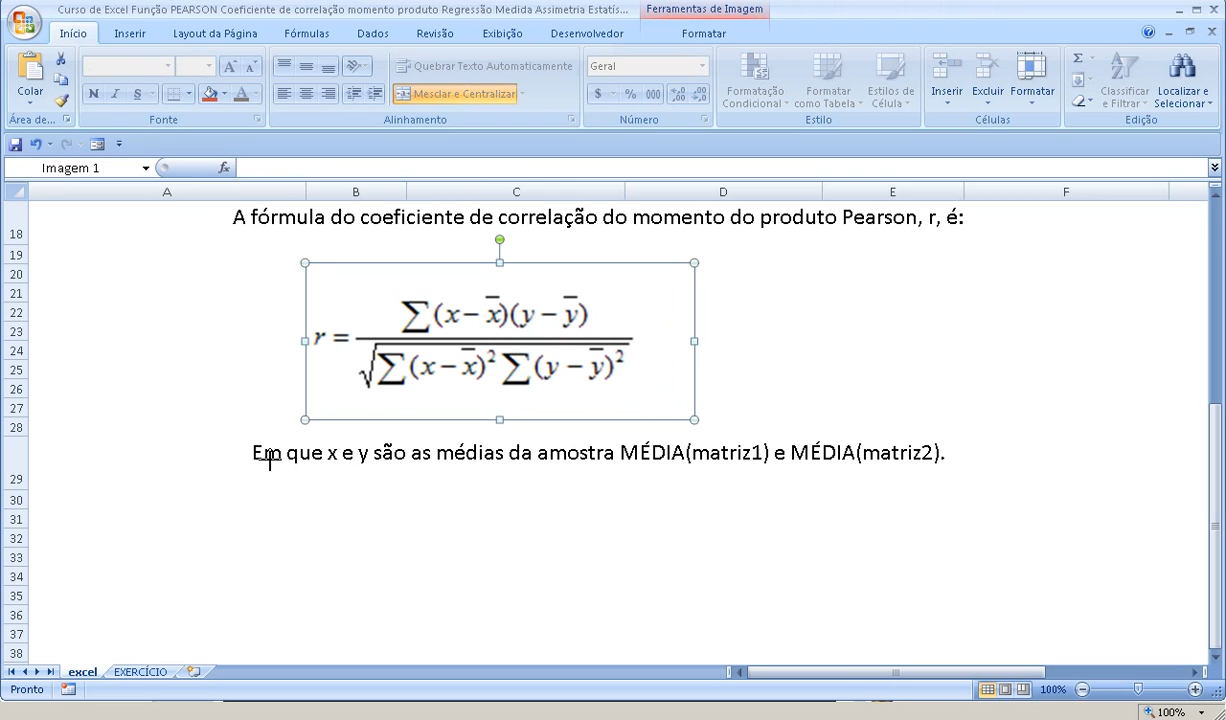 Curso de Excel Função PEARSON Coeficiente de correlação momento produto Regressão Medida Assimetria Estatís...
Ferramentas de Imagem
Início Inserir Layout da Página Fórmulas Dados Revisão Exibição Desenvolvedor Formatar
Colar
Área de...
A A
N I S A
Fonte
Quebrar Texto Automaticamente
Mesclar e Centralizar
Alinhamento
Geral
$ % 000 ,00 ,00
Número
Formatação Condicional
Formatar como Tabela
Estilos de Célula
Estilo
Inserir Excluir Formatar
Células
Σ
Classificar e Filtrar
Localizar e Selecionar
Edição
Imagem 1 fx
A B C D E F
18 A fórmula do coeficiente de correlação do momento do produto Pearson, r, é:
19
20
21
22 ∑(x−x̅)(y−y̅)
23 r =
24 √∑(x−x̅)²∑(y−y̅)²
25
26
27
28
29 Em que x e y são as médias da amostra MÉDIA(matriz1) e MÉDIA(matriz2).
30
31
32
33
34
35
36
37
38
excel EXERCÍCIO
Pronto 100%
100%